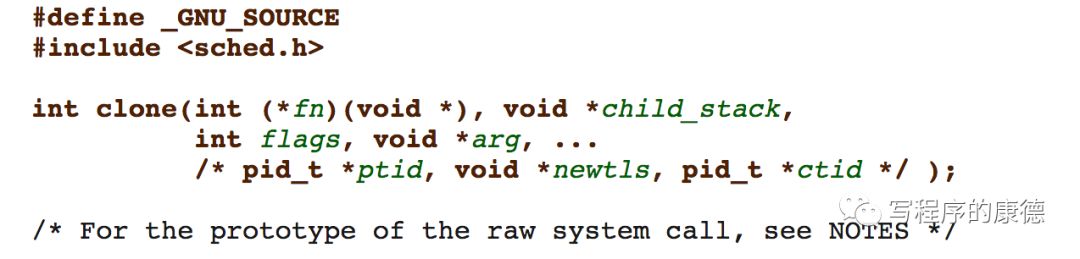 #define _GNU_SOURCE
#include <sched.h>
int clone(int (*fn)(void *), void *child_stack,
int flags, void *arg, ...
/* pid_t *ptid, void *newtls, pid_t *ctid */ );
写程序的康德
/* For the prototype of the raw system call, see NOTES */